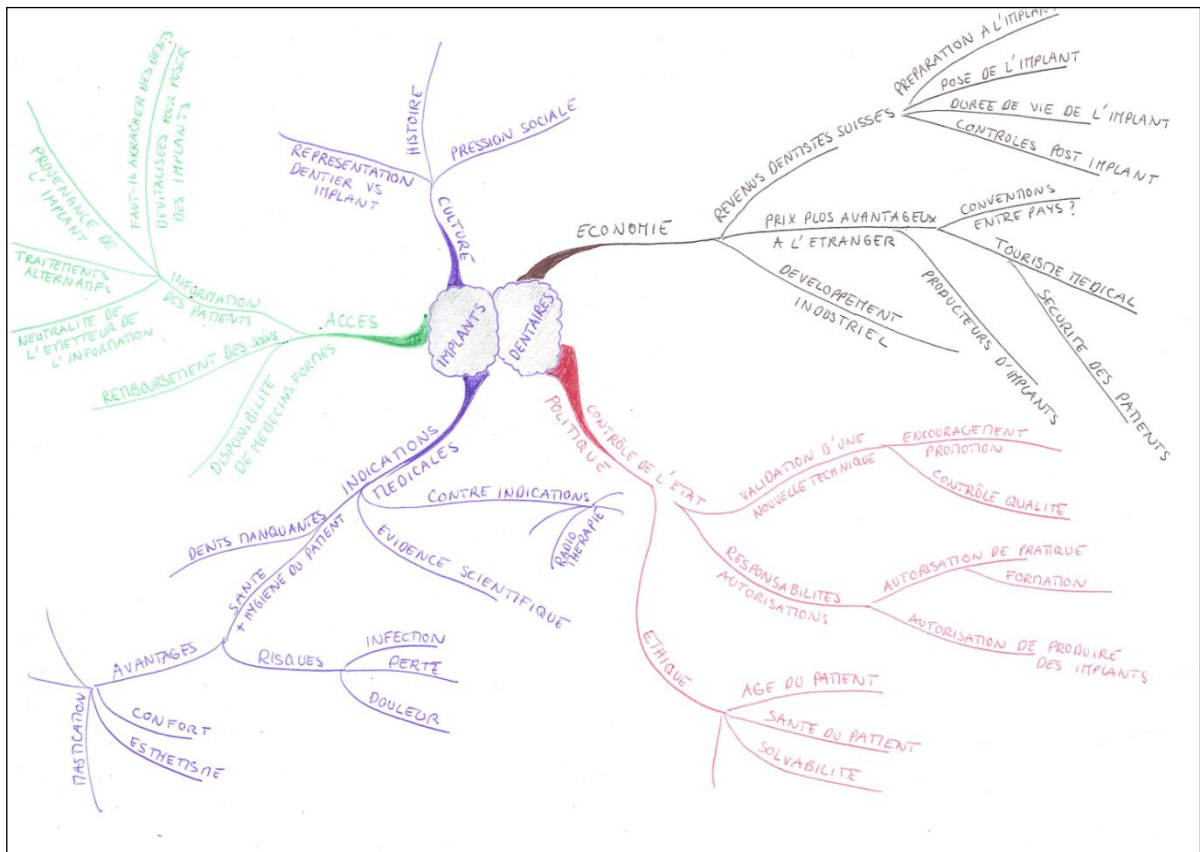 IMPLANTS
DENTAIRES
CULTURE
REPRESENTATION
DENTIER VS
IMPLANT
HISTOIRE
PRESSION SOCIALE
ECONOMIE
REVENUS DENTISTES SUISSES
PREPARATION A L'IMPLANT
POSE DE L'IMPLANT
DUREE DE VIE DE L'IMPLANT
CONTROLES POST IMPLANT
PRIX PLUS AVANTAGEUX
A L'ETRANGER
CONVENTIONS
ENTRE PAYS ?
TOURISME MEDICAL
SECURITE DES PATIENTS
PRODUCTEURS D'IMPLANTS
DEVELOPPEMENT
INDUSTRIEL
POLITIQUE
CONTRÔLE DE L'ETAT
VALIDATION D'UNE
NOUVELLE TECHNIQUE
ENCOURAGEMENT
PROMOTION
CONTRÔLE QUALITE
RESPONSABILITES
AUTORISATIONS
AUTORISATION DE PRATIQUE
FORMATION
AUTORISATION DE PRODUIRE
DES IMPLANTS
ETHIQUE
AGE DU PATIENT
SANTE DU PATIENT
SOLVABILITE
INDICATIONS
MEDICALES
CONTRE INDICATIONS
RADIO
THERAPIE
EVIDENCE SCIENTIFIQUE
DENTS MANQUANTES
SANTE
+ HYGIENE DU PATIENT
AVANTAGES
MASTICATION
CONFORT
ESTHETISME
RISQUES
INFECTION
PERTE
DOULEUR
ACCES
INFORMATION
DES PATIENTS
FAUT-IL ARRACHER DES DENTS
DEVITALISEES POUR POSER
DES IMPLANTS
PROVENANCE DE
L'IMPLANT
TRAITEMENTS
ALTERNATIFS
NEUTRALITE DE
L'EMETTEUR DE
L'INFORMATION
REMBOURSEMENT DES SOINS
DISPONIBILITE
DE MEDECINS FORMES